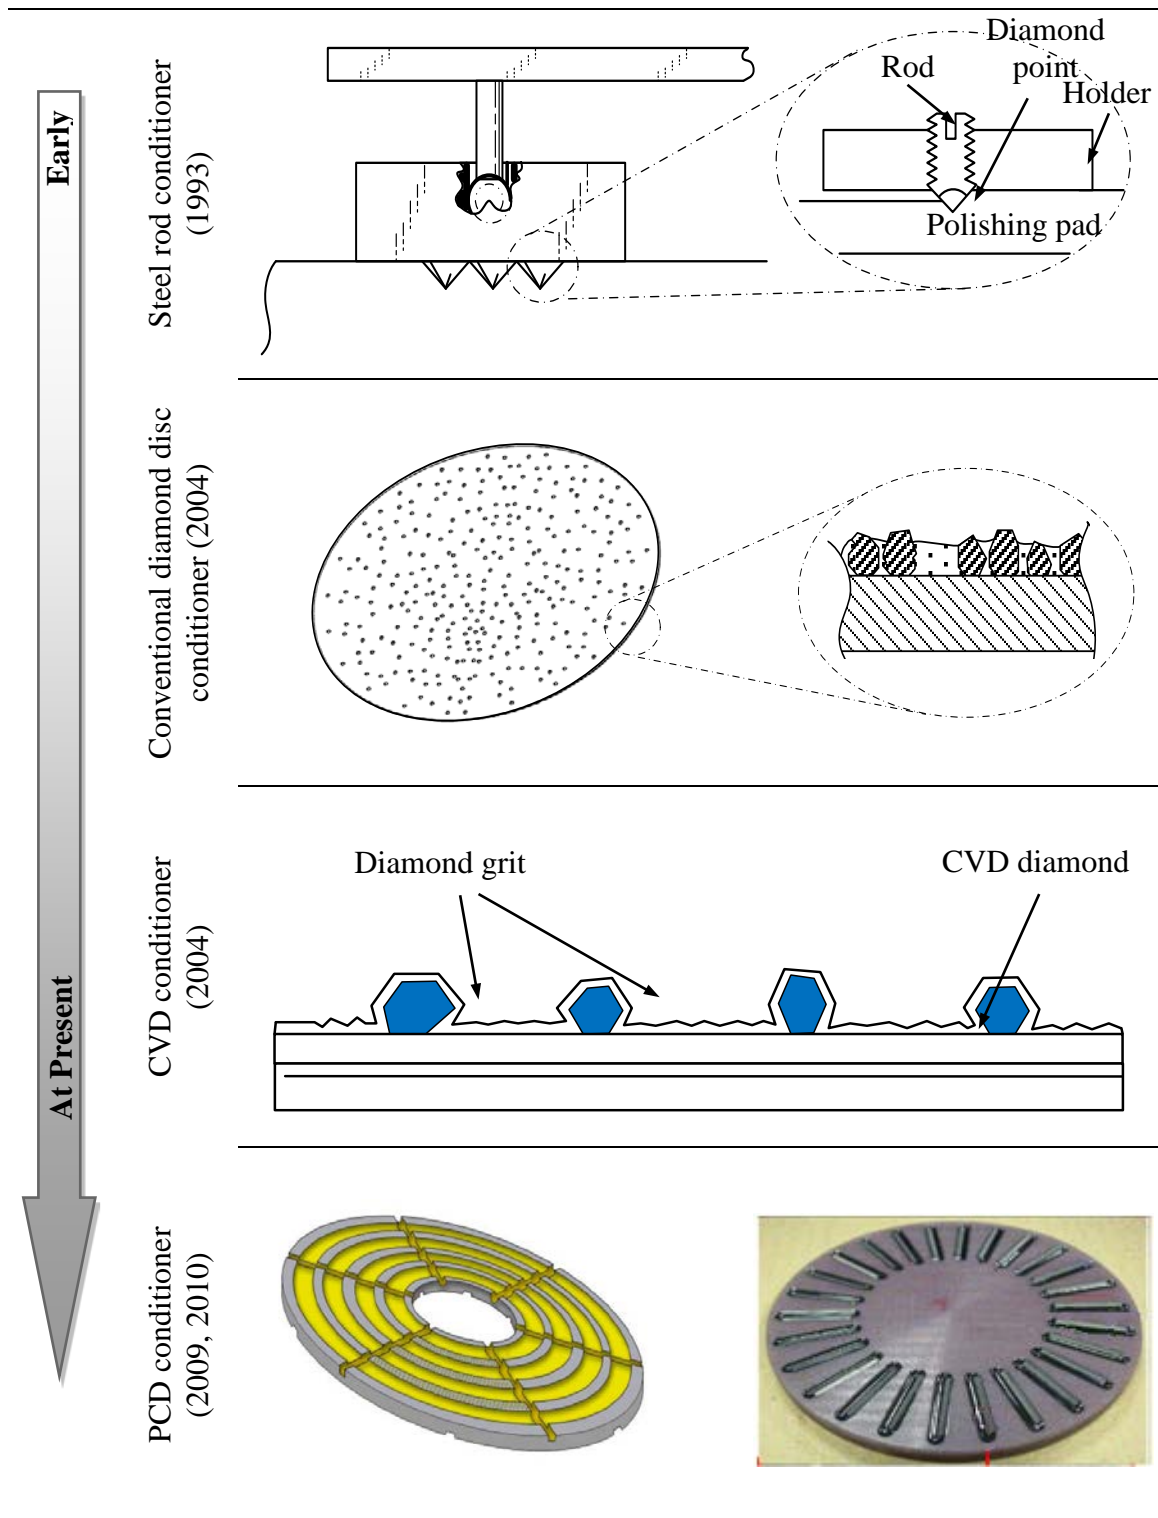 Early
At Present
Steel rod conditioner
(1993)
Diamond
point
Rod
Holder
Polishing pad
Conventional diamond disc
conditioner (2004)
CVD conditioner
(2004)
Diamond grit
CVD diamond
PCD conditioner
(2009, 2010)